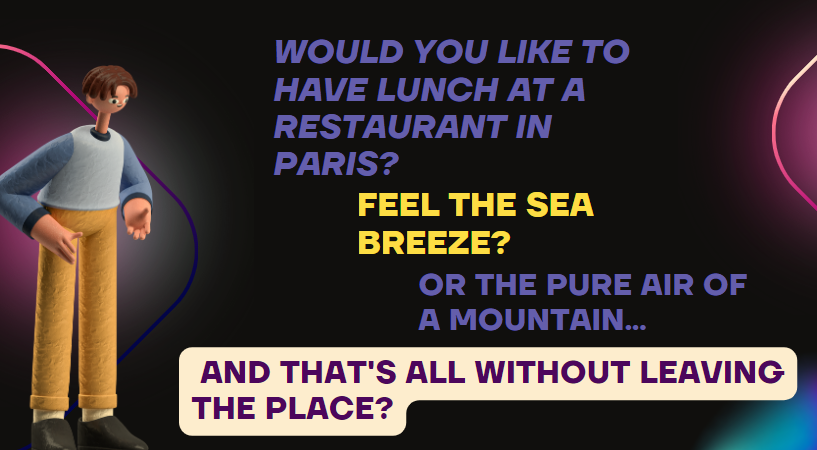 WOULD YOU LIKE TO
HAVE LUNCH AT A
RESTAURANT IN
PARIS?
FEEL THE SEA
BREEZE?
OR THE PURE AIR OF
A MOUNTAIN...
AND THAT'S ALL WITHOUT LEAVING
THE PLACE?